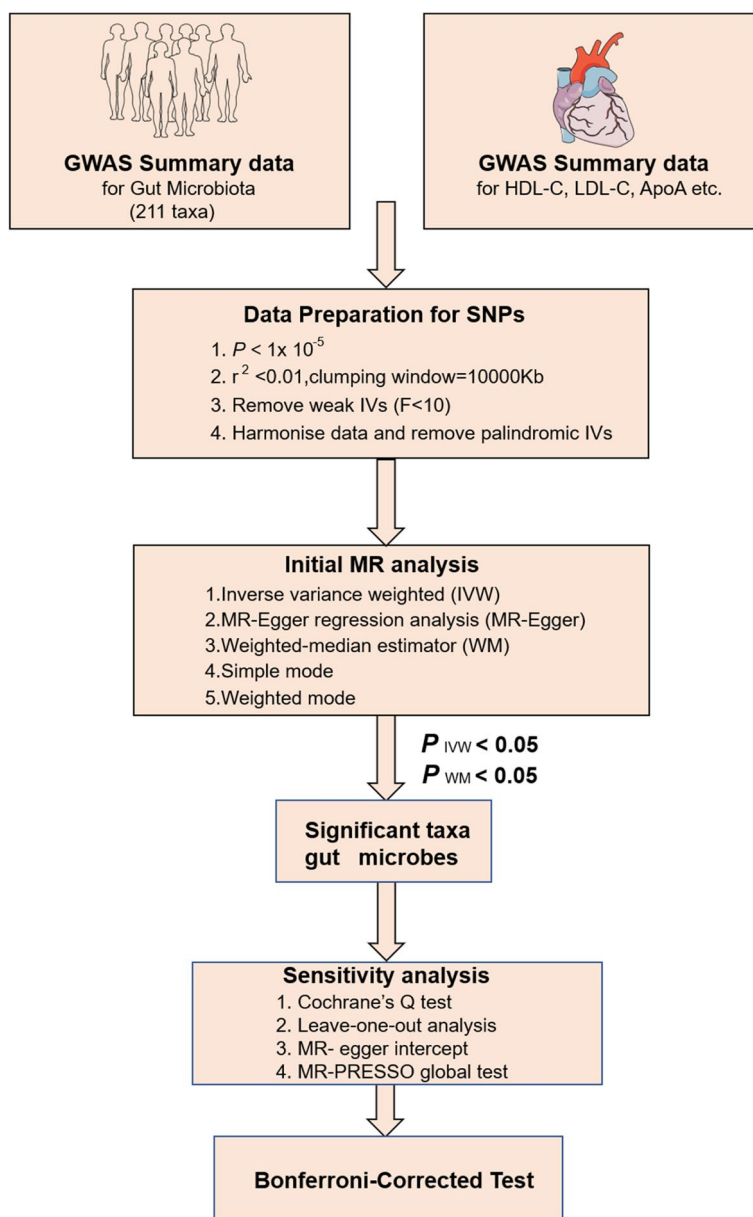 GWAS Summary data
for Gut Microbiota
(211 taxa)
GWAS Summary data
for HDL-C, LDL-C, ApoA etc.
Data Preparation for SNPs
1. P < 1x 10⁻⁵
2. r² <0.01,clumping window=10000Kb
3. Remove weak IVs (F<10)
4. Harmonise data and remove palindromic IVs
Initial MR analysis
1.Inverse variance weighted (IVW)
2.MR-Egger regression analysis (MR-Egger)
3.Weighted-median estimator (WM)
4.Simple mode
5.Weighted mode
P IVW < 0.05
P WM < 0.05
Significant taxa
gut microbes
Sensitivity analysis
1. Cochrane’s Q test
2. Leave-one-out analysis
3. MR- egger intercept
4. MR-PRESSO global test
Bonferroni-Corrected Test